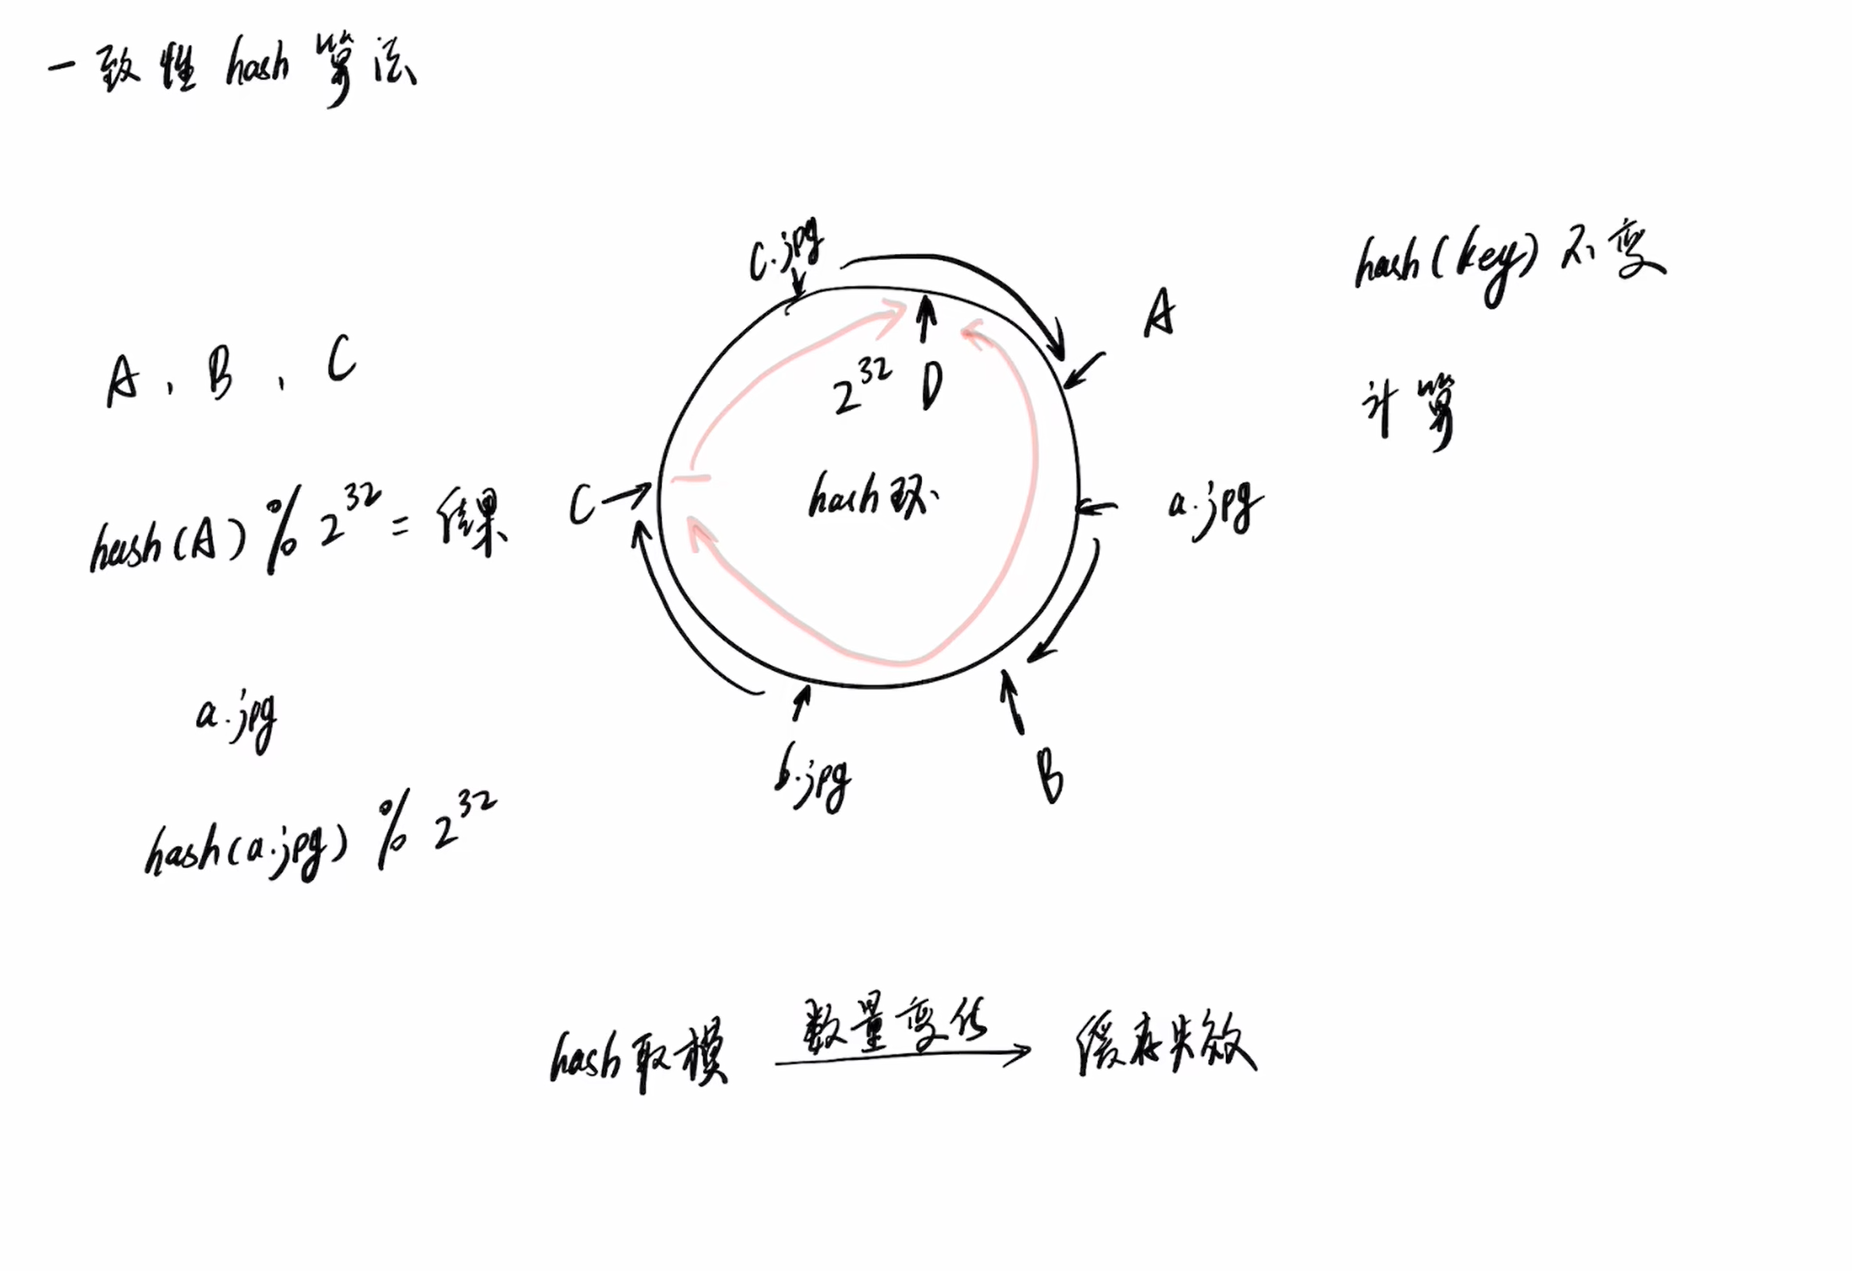 一致性 hash 算法
c.jpg
hash(key) 不变
A
A、B、C
2^32 D
计算
C
hash环
a.jpg
hash(A) % 2^32 = 结果
a.jpg
b.jpg
B
hash(a.jpg) % 2^32
数量变化
hash取模
缓存失效